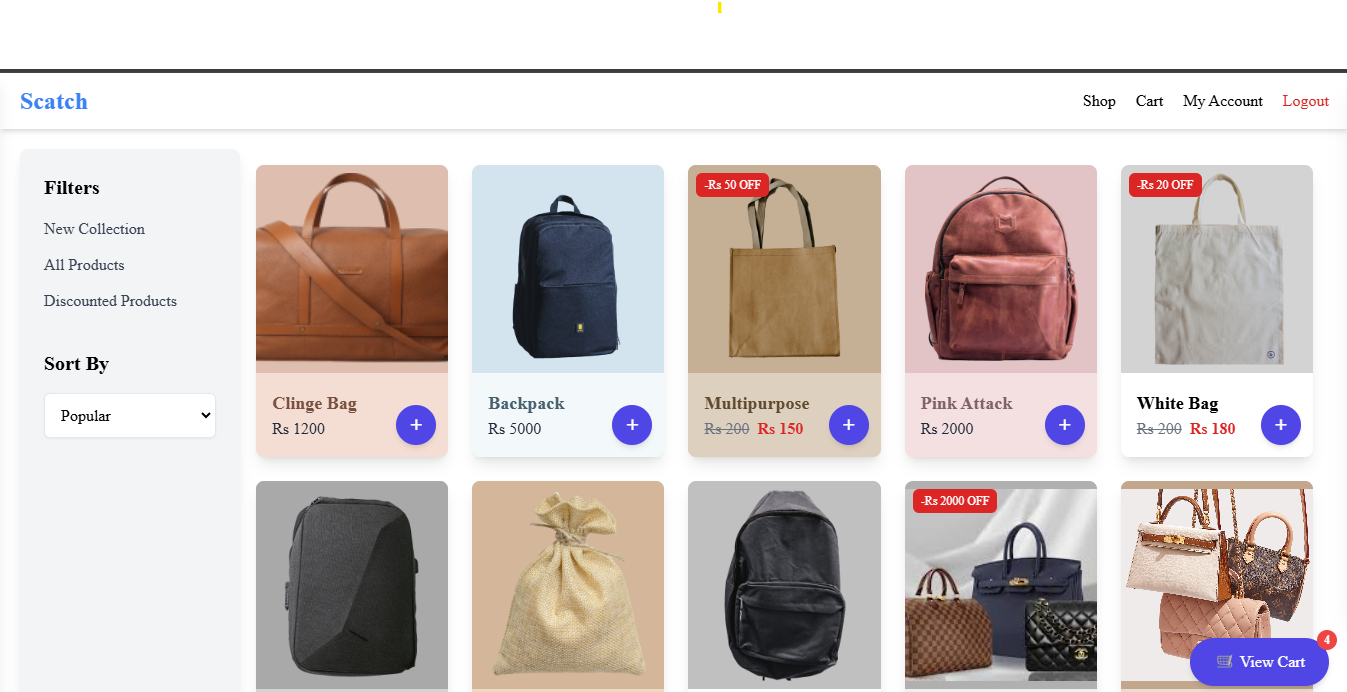 Scatch
Shop Cart My Account Logout
Filters
New Collection
All Products
Discounted Products
Sort By
Popular
Clinge Bag
Rs 1200
+
Backpack
Rs 5000
+
-Rs 50 OFF
Multipurpose
Rs 200 Rs 150
+
Pink Attack
Rs 2000
+
-Rs 20 OFF
White Bag
Rs 200 Rs 180
+
-Rs 2000 OFF
View Cart
4